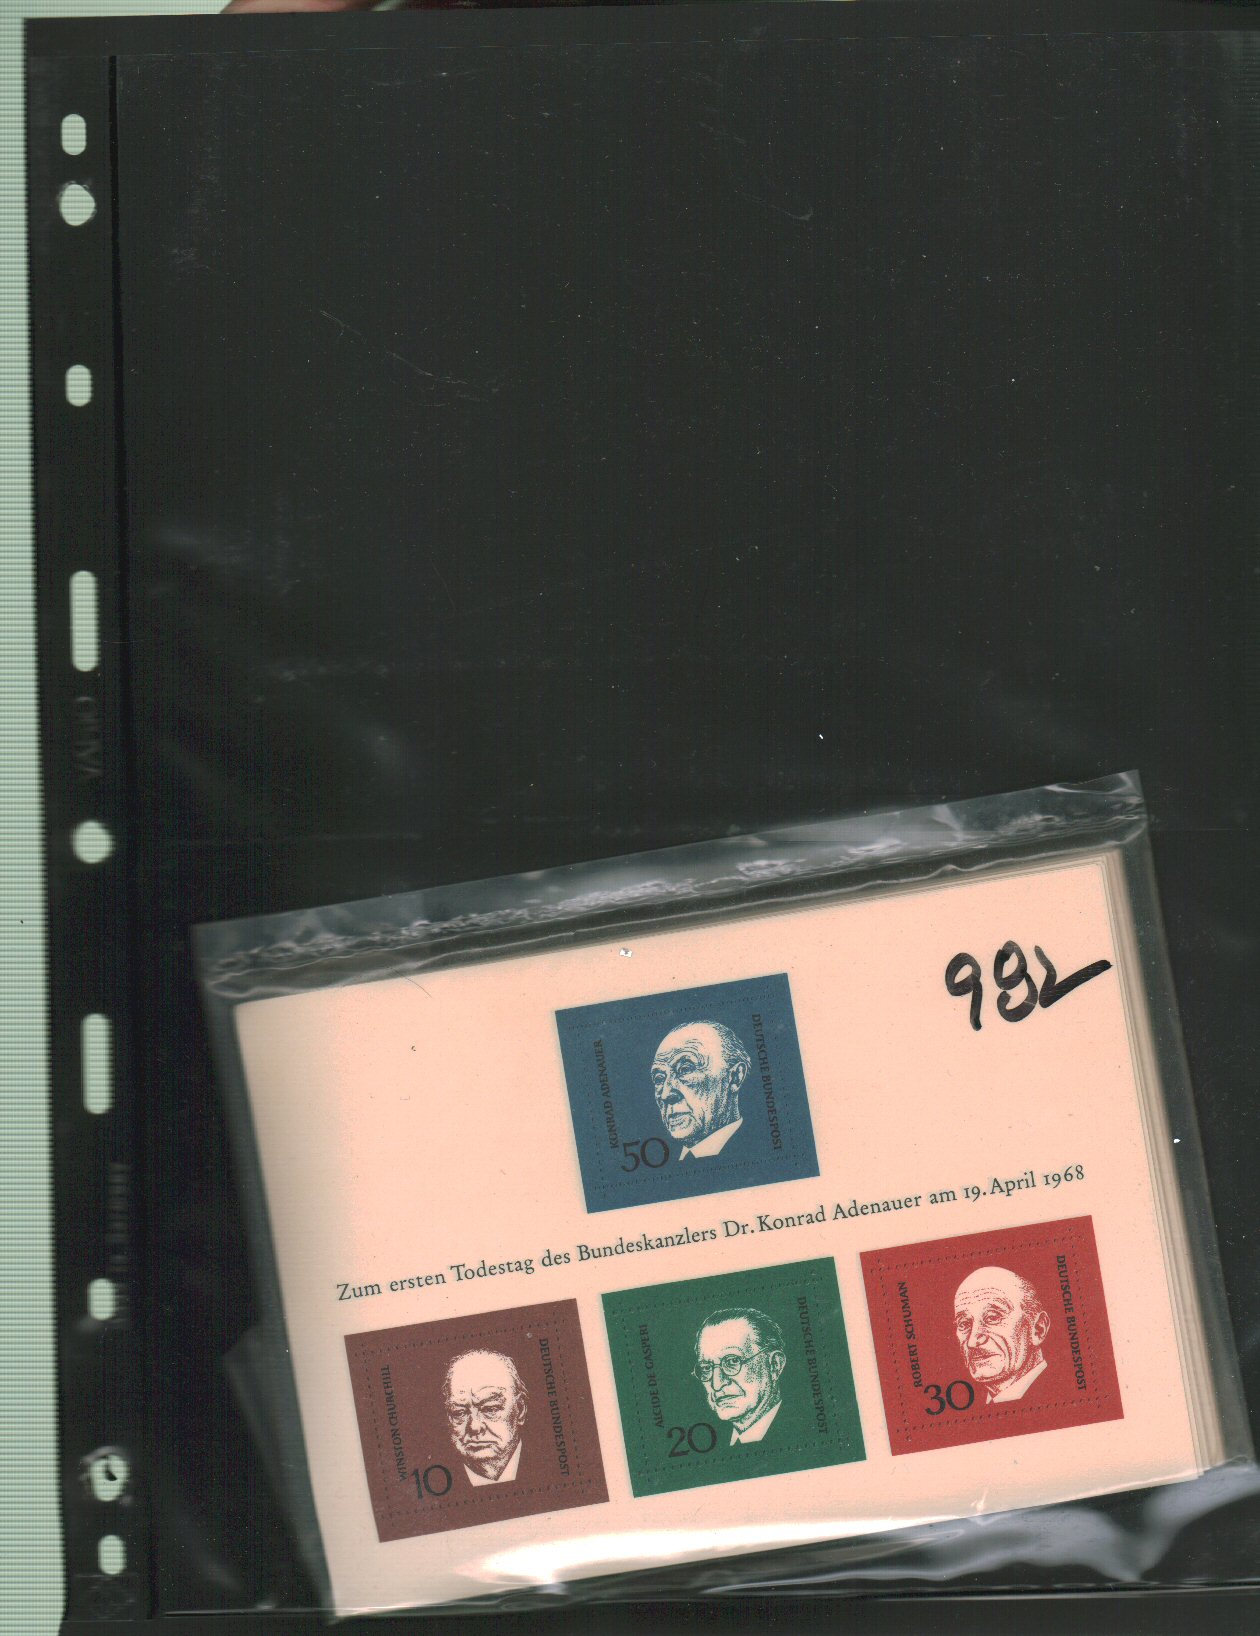 99L
KONRAD ADENAUER
DEUTSCHE BUNDESPOST
50
Zum ersten Todestag des Bundeskanzlers Dr. Konrad Adenauer am 19. April 1968
WINSTON CHURCHILL
DEUTSCHE BUNDESPOST
10
ALCIDE DE GASPERI
DEUTSCHE BUNDESPOST
20
ROBERT SCHUMAN
DEUTSCHE BUNDESPOST
30